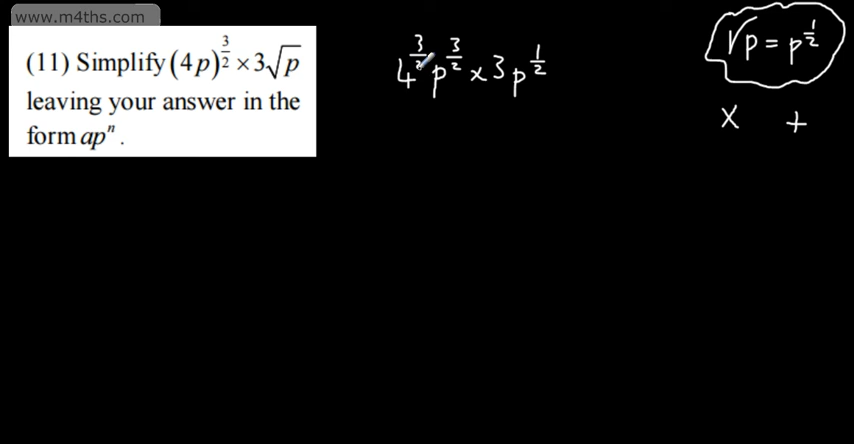 www.m4ths.com
(11) Simplify (4p)^{3/2} × 3√p
leaving your answer in the
form ap^n .
4^{3/2} p^{3/2} × 3 p^{1/2}
√p = p^{1/2}
× +